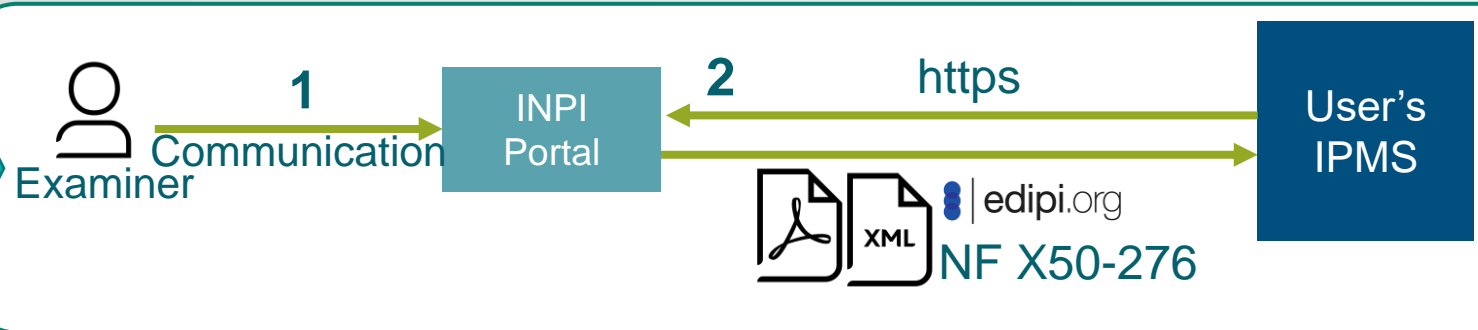 1
Communication
Examiner
INPI
Portal
2
https
XML
edipi.org
NF X50-276
User's
IPMS